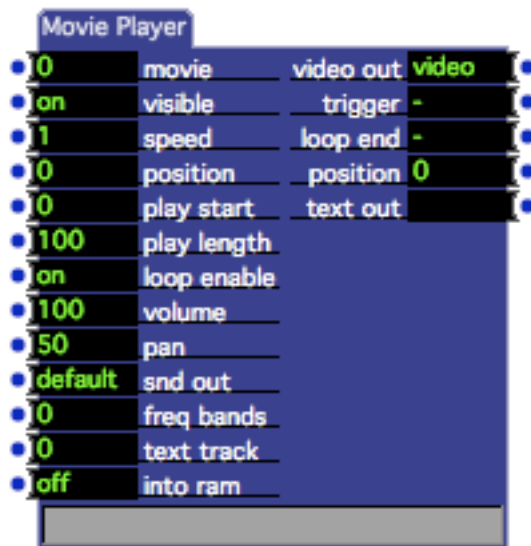 Movie Player
0 movie video out video
on visible trigger -
1 speed loop end -
0 position position 0
0 play start text out
100 play length
on loop enable
100 volume
50 pan
default snd out
0 freq bands
0 text track
off into ram